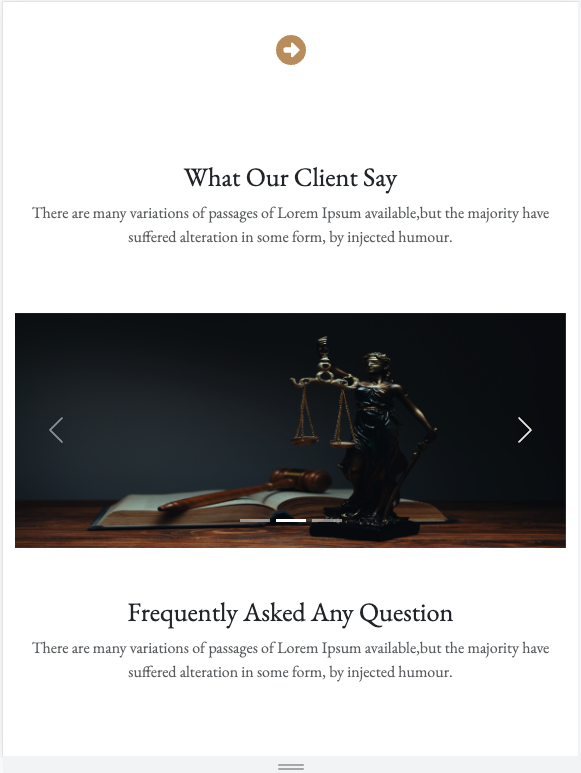 What Our Client Say
There are many variations of passages of Lorem Ipsum available,but the majority have
suffered alteration in some form, by injected humour.
Frequently Asked Any Question
There are many variations of passages of Lorem Ipsum available,but the majority have
suffered alteration in some form, by injected humour.